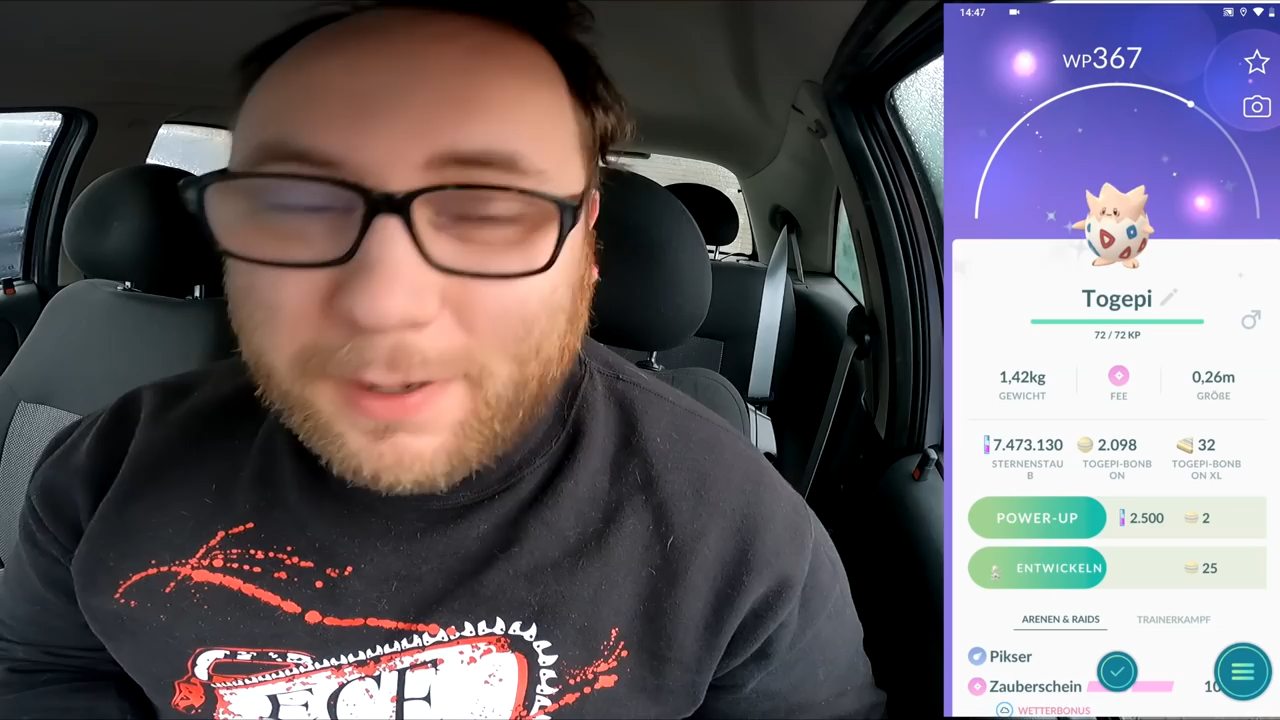 14:47
WP367
Togepi
72 / 72 KP
1,42kg
GEWICHT
FEE
0,26m
GRÖßE
7.473.130
STERNENSTAU
B
2.098
TOGEPI-BONB
ON
32
TOGEPI-BONB
ON XL
POWER-UP
2.500
2
ENTWICKELN
25
ARENEN & RAIDS
TRAINERKAMPF
Pikser
Zauberschein
10
WETTERBONUS